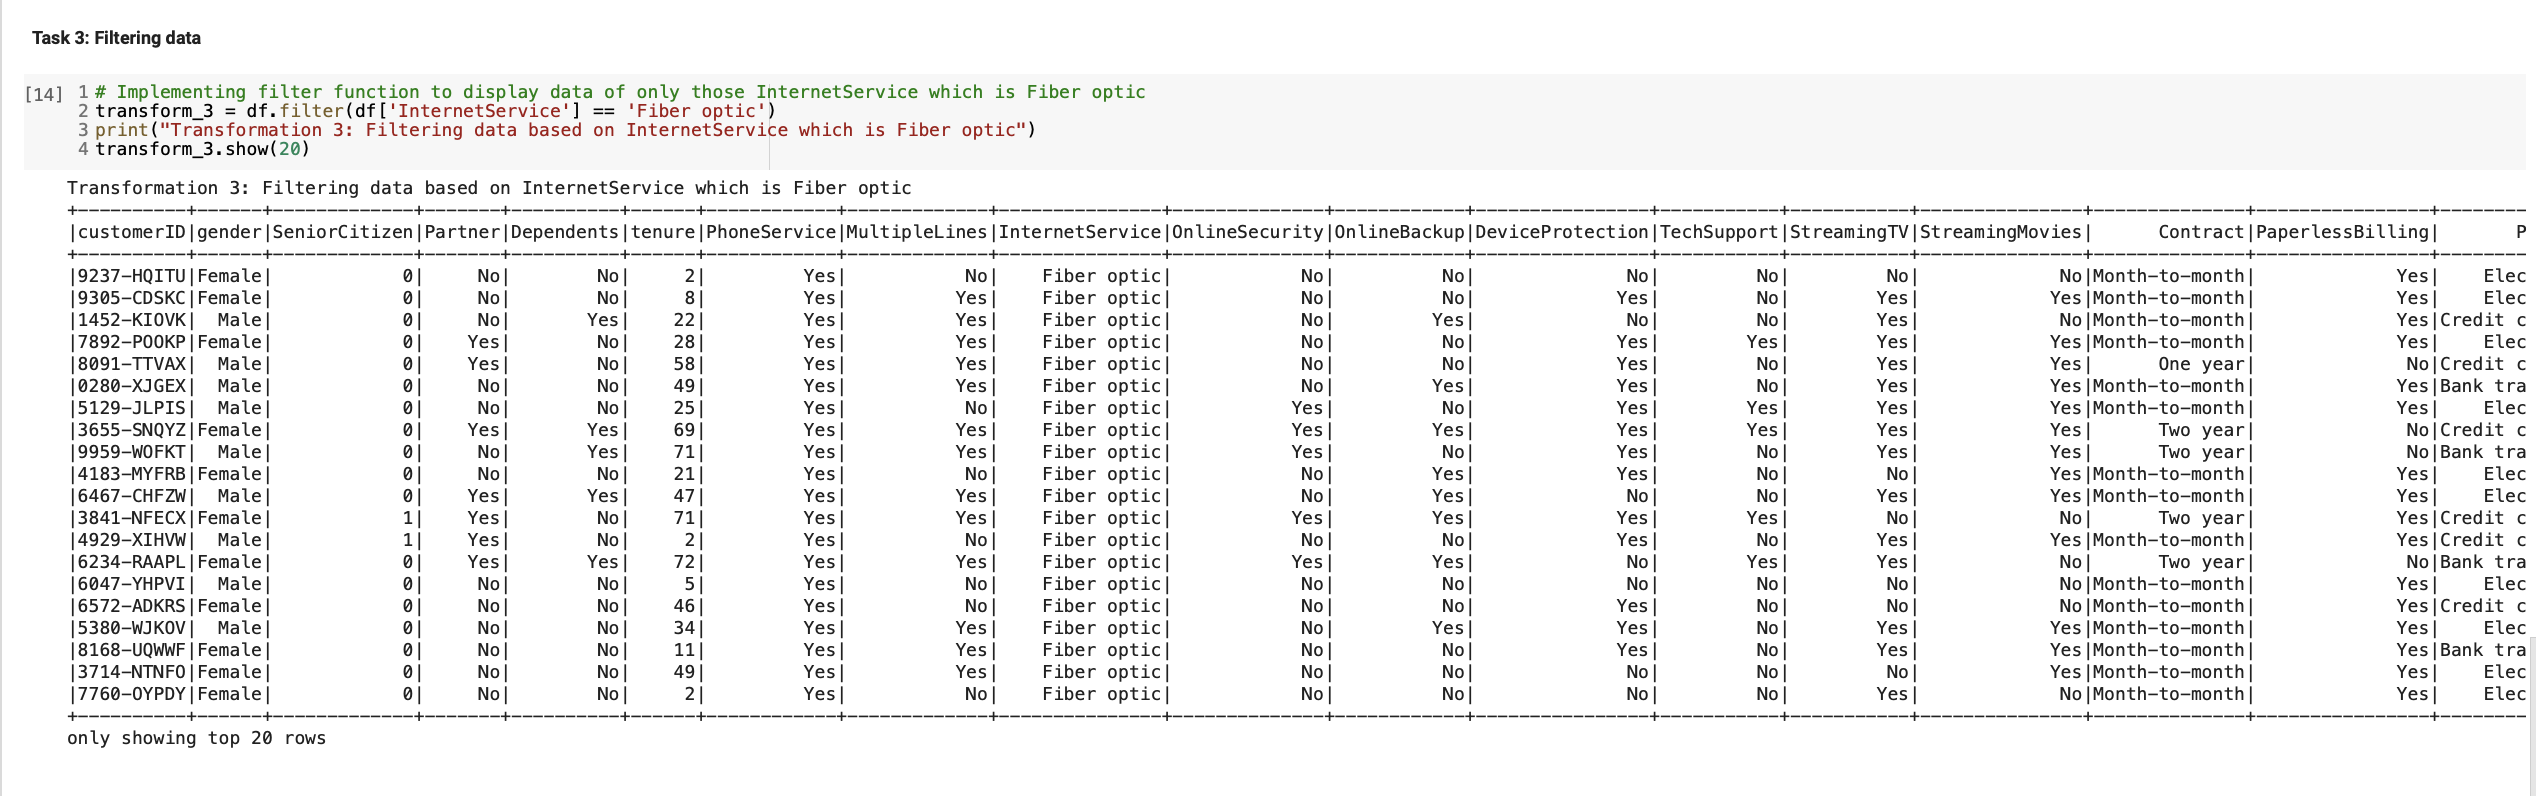 Task 3: Filtering data
[14] 1 # Implementing filter function to display data of only those InternetService which is Fiber optic
2 transform_3 = df.filter(df['InternetService'] == 'Fiber optic')
3 print("Transformation 3: Filtering data based on InternetService which is Fiber optic")
4 transform_3.show(20)
Transformation 3: Filtering data based on InternetService which is Fiber optic
+----------+------+-------------+-------+----------+------+------------+-------------+---------------+--------------+------------+----------------+-----------+-----------+---------------+--------------+----------------+--------
|customerID|gender|SeniorCitizen|Partner|Dependents|tenure|PhoneService|MultipleLines|InternetService|OnlineSecurity|OnlineBackup|DeviceProtection|TechSupport|StreamingTV|StreamingMovies|      Contract|PaperlessBilling|       P
+----------+------+-------------+-------+----------+------+------------+-------------+---------------+--------------+------------+----------------+-----------+-----------+---------------+--------------+----------------+--------
|9237-HQITU|Female|            0|     No|        No|     2|         Yes|           No|    Fiber optic|            No|          No|              No|         No|         No|             No|Month-to-month|             Yes|    Elec
|9305-CDSKC|Female|            0|     No|        No|     8|         Yes|          Yes|    Fiber optic|            No|          No|             Yes|         No|        Yes|            Yes|Month-to-month|             Yes|    Elec
|1452-KIOVK|  Male|            0|     No|       Yes|    22|         Yes|          Yes|    Fiber optic|            No|         Yes|              No|         No|        Yes|             No|Month-to-month|             Yes|Credit c
|7892-POOKP|Female|            0|    Yes|        No|    28|         Yes|          Yes|    Fiber optic|            No|          No|             Yes|        Yes|        Yes|            Yes|Month-to-month|             Yes|    Elec
|8091-TTVAX|  Male|            0|    Yes|        No|    58|         Yes|          Yes|    Fiber optic|            No|          No|             Yes|         No|        Yes|            Yes|      One year|              No|Credit c
|0280-XJGEX|  Male|            0|     No|        No|    49|         Yes|          Yes|    Fiber optic|            No|         Yes|             Yes|         No|        Yes|            Yes|Month-to-month|             Yes|Bank tra
|5129-JLPIS|  Male|            0|     No|        No|    25|         Yes|           No|    Fiber optic|           Yes|          No|             Yes|        Yes|        Yes|            Yes|Month-to-month|             Yes|    Elec
|3655-SNQYZ|Female|            0|    Yes|       Yes|    69|         Yes|          Yes|    Fiber optic|           Yes|         Yes|             Yes|        Yes|        Yes|            Yes|      Two year|              No|Credit c
|9959-WOFKT|  Male|            0|     No|       Yes|    71|         Yes|          Yes|    Fiber optic|           Yes|          No|             Yes|         No|        Yes|            Yes|      Two year|              No|Bank tra
|4183-MYFRB|Female|            0|     No|        No|    21|         Yes|           No|    Fiber optic|            No|         Yes|             Yes|         No|         No|            Yes|Month-to-month|             Yes|    Elec
|6467-CHFZW|  Male|            0|    Yes|       Yes|    47|         Yes|          Yes|    Fiber optic|            No|         Yes|              No|         No|        Yes|            Yes|Month-to-month|             Yes|    Elec
|3841-NFECX|Female|            1|    Yes|        No|    71|         Yes|          Yes|    Fiber optic|           Yes|         Yes|             Yes|        Yes|         No|             No|      Two year|             Yes|Credit c
|4929-XIHVW|  Male|            1|    Yes|        No|     2|         Yes|           No|    Fiber optic|            No|          No|             Yes|         No|        Yes|            Yes|Month-to-month|             Yes|Credit c
|6234-RAAPL|Female|            0|    Yes|       Yes|    72|         Yes|          Yes|    Fiber optic|           Yes|         Yes|              No|        Yes|        Yes|             No|      Two year|              No|Bank tra
|6047-YHPVI|  Male|            0|     No|        No|     5|         Yes|           No|    Fiber optic|            No|          No|              No|         No|         No|             No|Month-to-month|             Yes|    Elec
|6572-ADKRS|Female|            0|     No|        No|    46|         Yes|           No|    Fiber optic|            No|          No|             Yes|         No|         No|             No|Month-to-month|             Yes|Credit c
|5380-WJKOV|  Male|            0|     No|        No|    34|         Yes|          Yes|    Fiber optic|            No|         Yes|             Yes|         No|        Yes|            Yes|Month-to-month|             Yes|    Elec
|8168-UQWWF|Female|            0|     No|        No|    11|         Yes|          Yes|    Fiber optic|            No|          No|             Yes|         No|        Yes|            Yes|Month-to-month|             Yes|Bank tra
|3714-NTNFO|Female|            0|     No|        No|    49|         Yes|          Yes|    Fiber optic|            No|          No|              No|         No|         No|            Yes|Month-to-month|             Yes|    Elec
|7760-OYPDY|Female|            0|     No|        No|     2|         Yes|           No|    Fiber optic|            No|          No|              No|         No|        Yes|             No|Month-to-month|             Yes|    Elec
+----------+------+-------------+-------+----------+------+------------+-------------+---------------+--------------+------------+----------------+-----------+-----------+---------------+--------------+----------------+--------
only showing top 20 rows